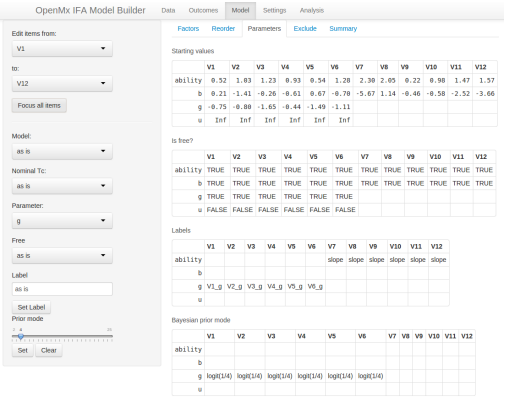 OpenMx IFA Model Builder Data Outcomes Model Settings Analysis
Factors Reorder Parameters Exclude Summary
Edit items from:
V1
to:
V12
Focus all items
Model:
as is
Nominal Tc:
as is
Parameter:
g
Free
as is
Label
as is
Set Label
Prior mode
2 4 25
Set Clear
Starting values
V1 V2 V3 V4 V5 V6 V7 V8 V9 V10 V11 V12
ability 0.52 1.03 1.23 0.93 0.54 1.28 2.30 2.05 0.22 0.98 1.47 1.57
b 0.21 -1.41 -0.26 -0.61 0.67 -0.70 -5.67 1.14 -0.46 -0.58 -2.52 -3.66
g -0.75 -0.80 -1.65 -0.44 -1.49 -1.11
u Inf Inf Inf Inf Inf Inf
Is free?
V1 V2 V3 V4 V5 V6 V7 V8 V9 V10 V11 V12
ability TRUE TRUE TRUE TRUE TRUE TRUE TRUE TRUE TRUE TRUE TRUE TRUE
b TRUE TRUE TRUE TRUE TRUE TRUE TRUE TRUE TRUE TRUE TRUE TRUE
g TRUE TRUE TRUE TRUE TRUE TRUE
u FALSE FALSE FALSE FALSE FALSE FALSE
Labels
V1 V2 V3 V4 V5 V6 V7 V8 V9 V10 V11 V12
ability slope slope slope slope slope slope
b
g V1_g V2_g V3_g V4_g V5_g V6_g
u
Bayesian prior mode
V1 V2 V3 V4 V5 V6 V7 V8 V9 V10 V11 V12
ability
b
g logit(1/4) logit(1/4) logit(1/4) logit(1/4) logit(1/4) logit(1/4)
u